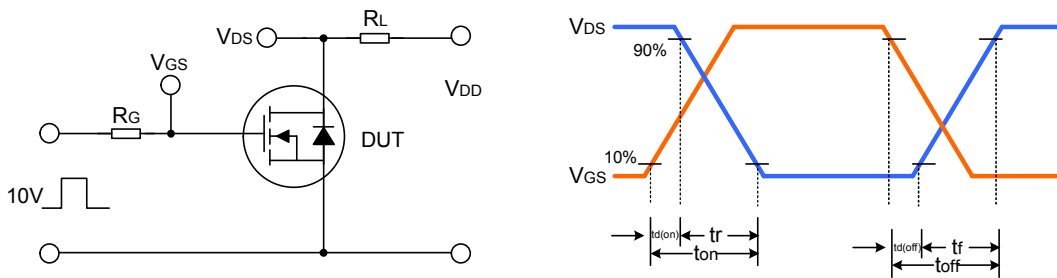 VDS
RL
VGS
VDD
RG
DUT
10V
VDS
90%
10%
VGS
td(on)
tr
ton
td(off)
tf
toff